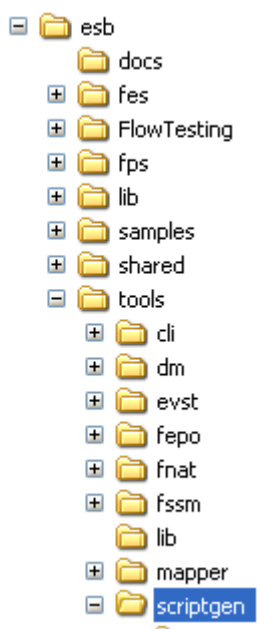 esb
docs
fes
FlowTesting
fps
lib
samples
shared
tools
cli
dm
evst
fepo
fnat
fssm
lib
mapper
scriptgen